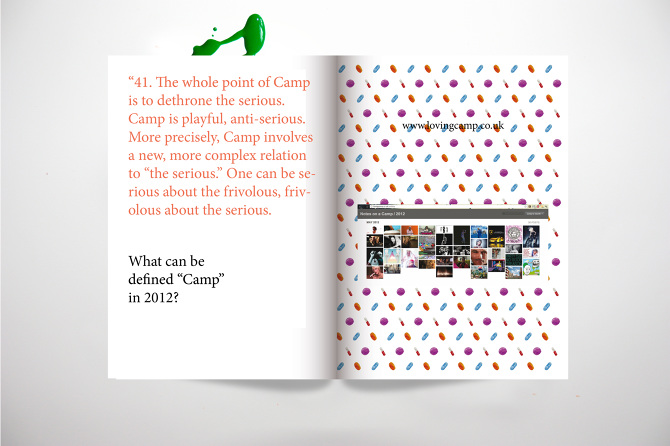 “41. The whole point of Camp
is to dethrone the serious.
Camp is playful, anti-serious.
More precisely, Camp involves
a new, more complex relation
to “the serious.” One can be se-
rious about the frivolous, friv-
olous about the serious.
What can be
defined “Camp”
in 2012?
www.lovingcamp.co.uk
Notes on a Camp / 2012